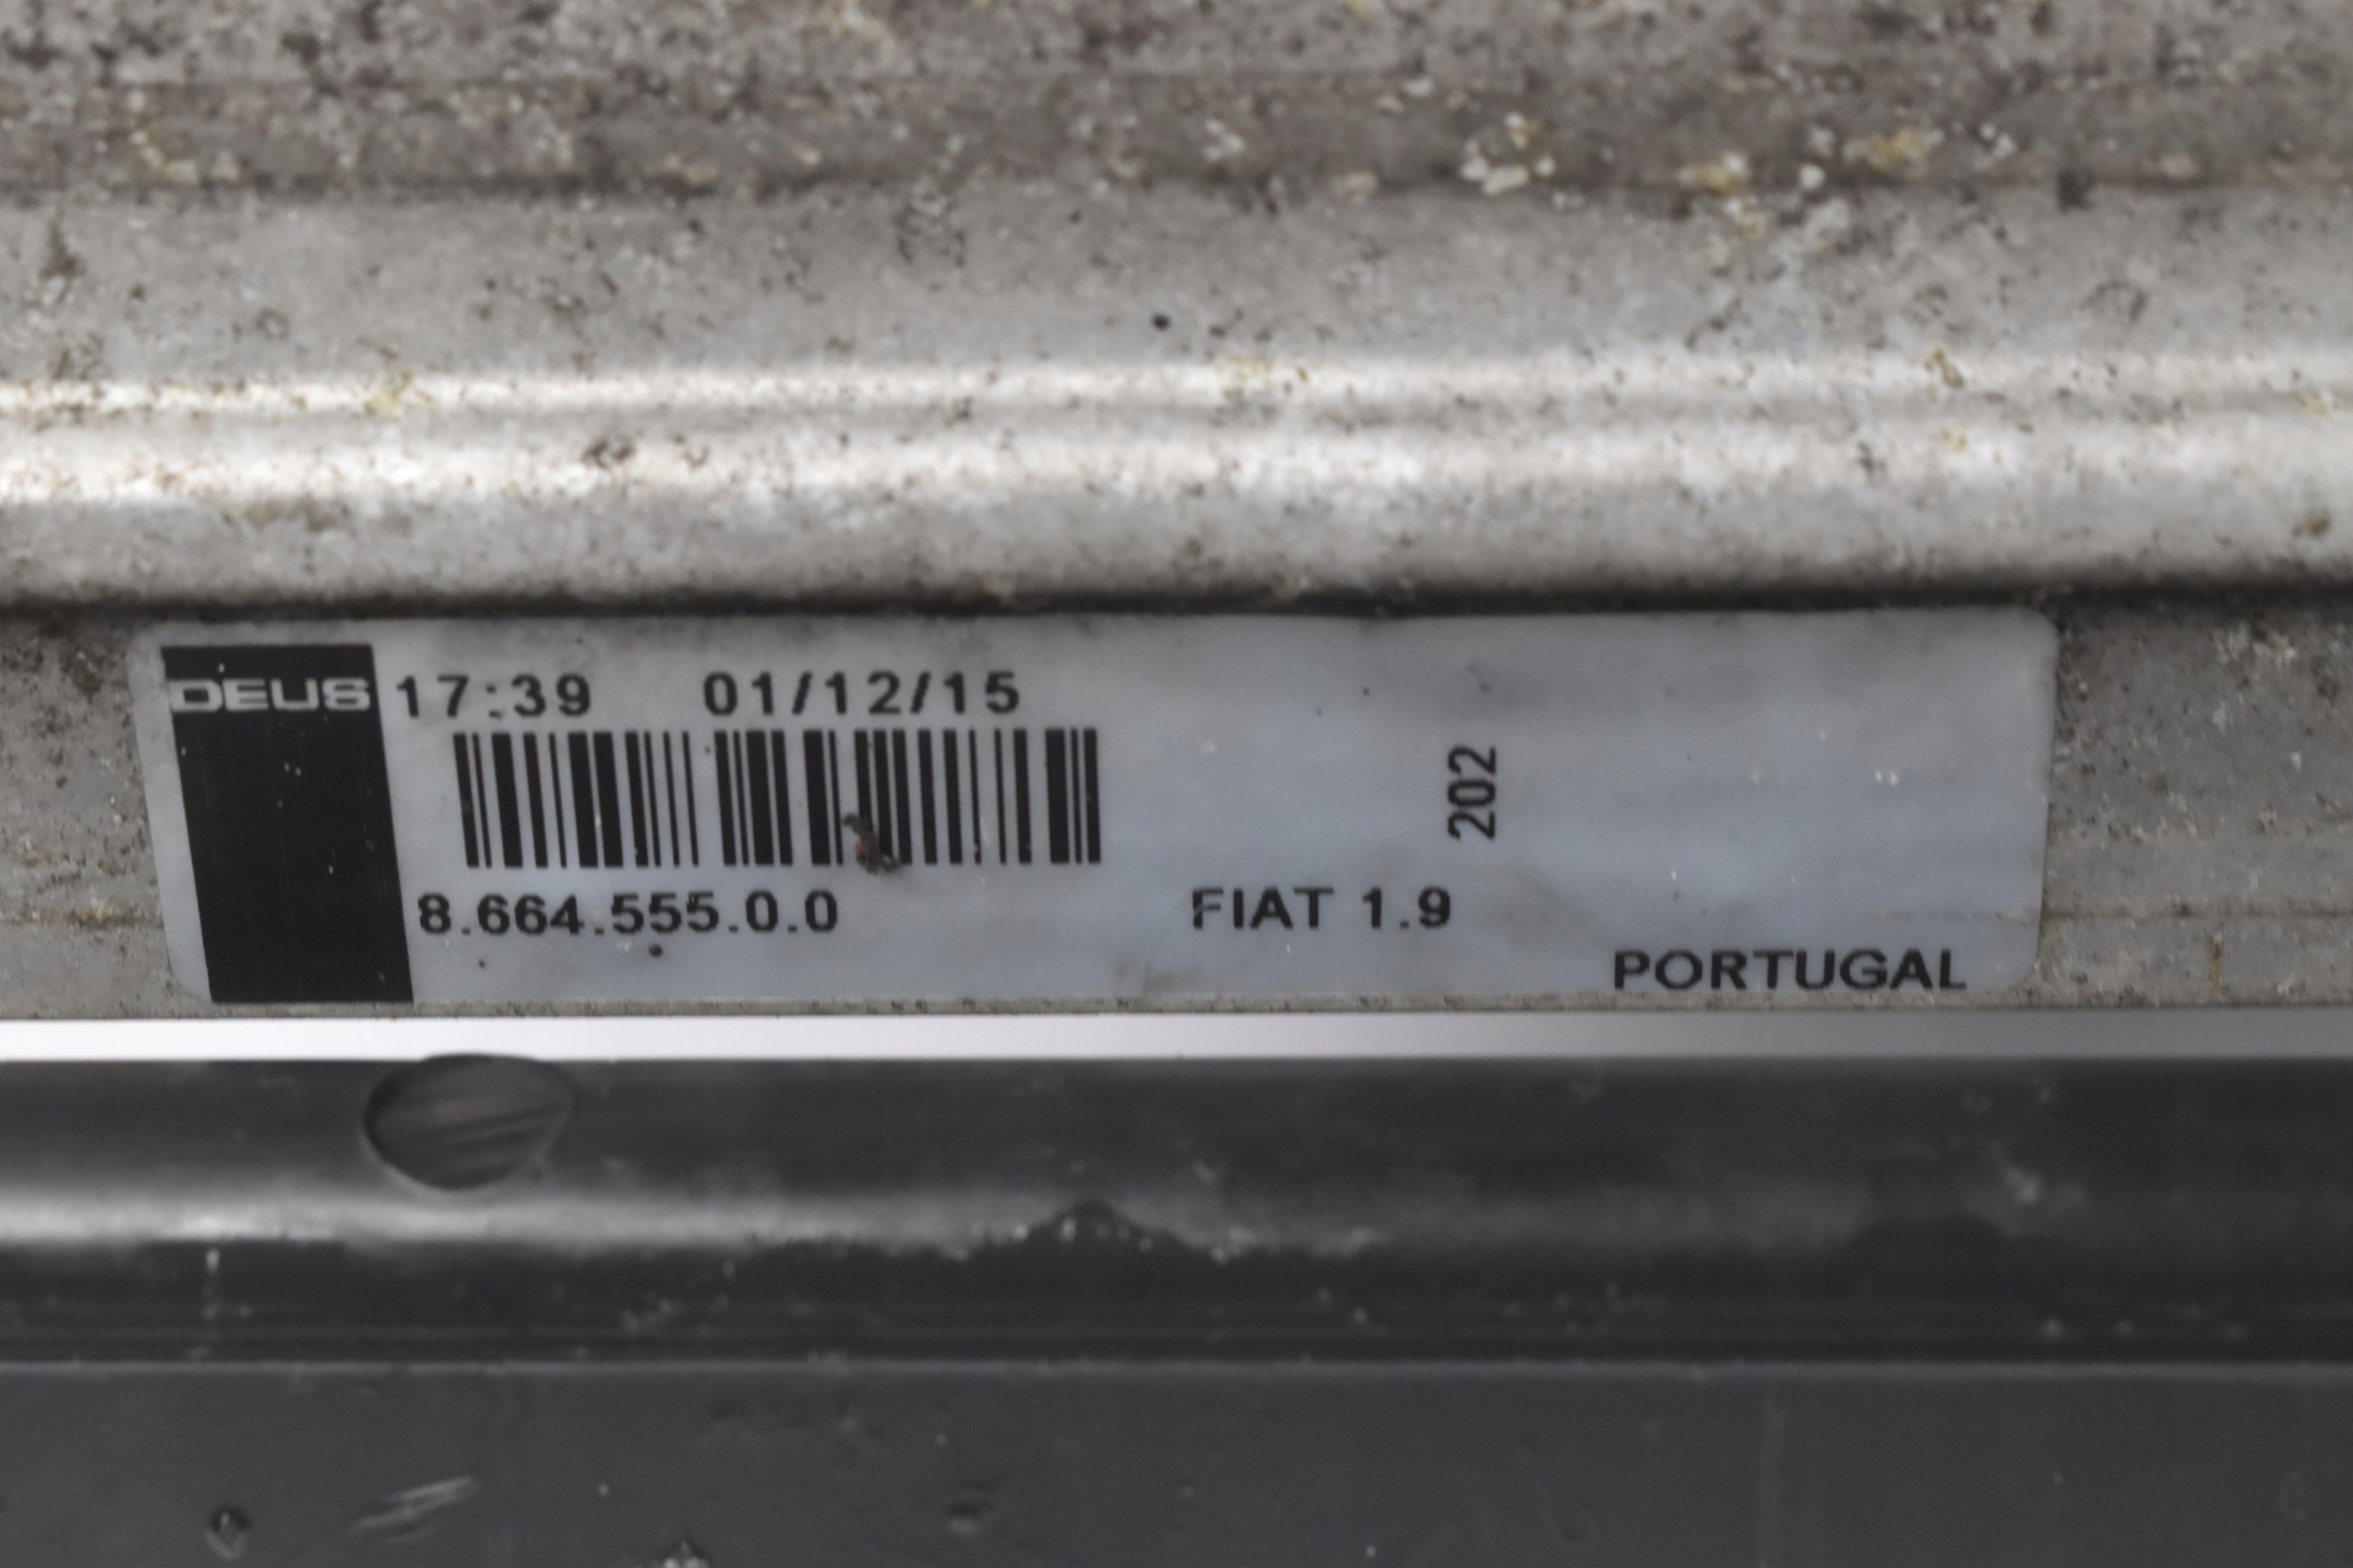 DEUS 17:39 01/12/15
202
8.664.555.0.0 FIAT 1.9
PORTUGAL